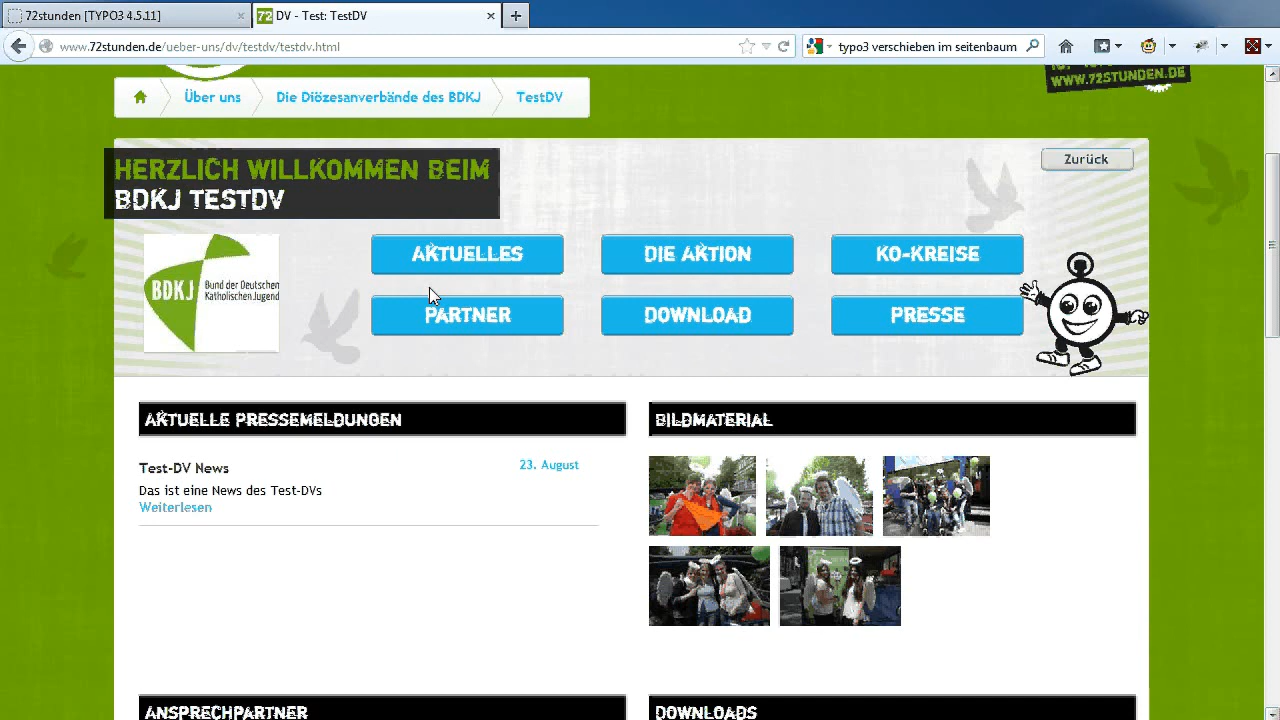 72stunden [TYPO3 4.5.11]
DV - Test: TestDV
www.72stunden.de/ueber-uns/dv/testdv/testdv.html
typo3 verschieben im seitenbaum
WWW.72STUNDEN.DE
Über uns
Die Diözesanverbände des BDKJ
TestDV
HERZLICH WILLKOMMEN BEIM
BDKJ TESTDV
Zurück
BDKJ
Bund der Deutschen
Katholischen Jugend
AKTUELLES
DIE AKTION
KO-KREISE
PARTNER
DOWNLOAD
PRESSE
AKTUELLE PRESSEMELDUNGEN
Test-DV News
23. August
Das ist eine News des Test-DVs
Weiterlesen
BILDMATERIAL
ANSPRECHPARTNER
DOWNLOADS